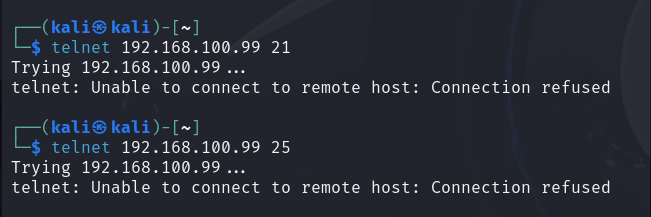 ┌──(kali㉿kali)-[~]
└─$ telnet 192.168.100.99 21
Trying 192.168.100.99...
telnet: Unable to connect to remote host: Connection refused

┌──(kali㉿kali)-[~]
└─$ telnet 192.168.100.99 25
Trying 192.168.100.99...
telnet: Unable to connect to remote host: Connection refused